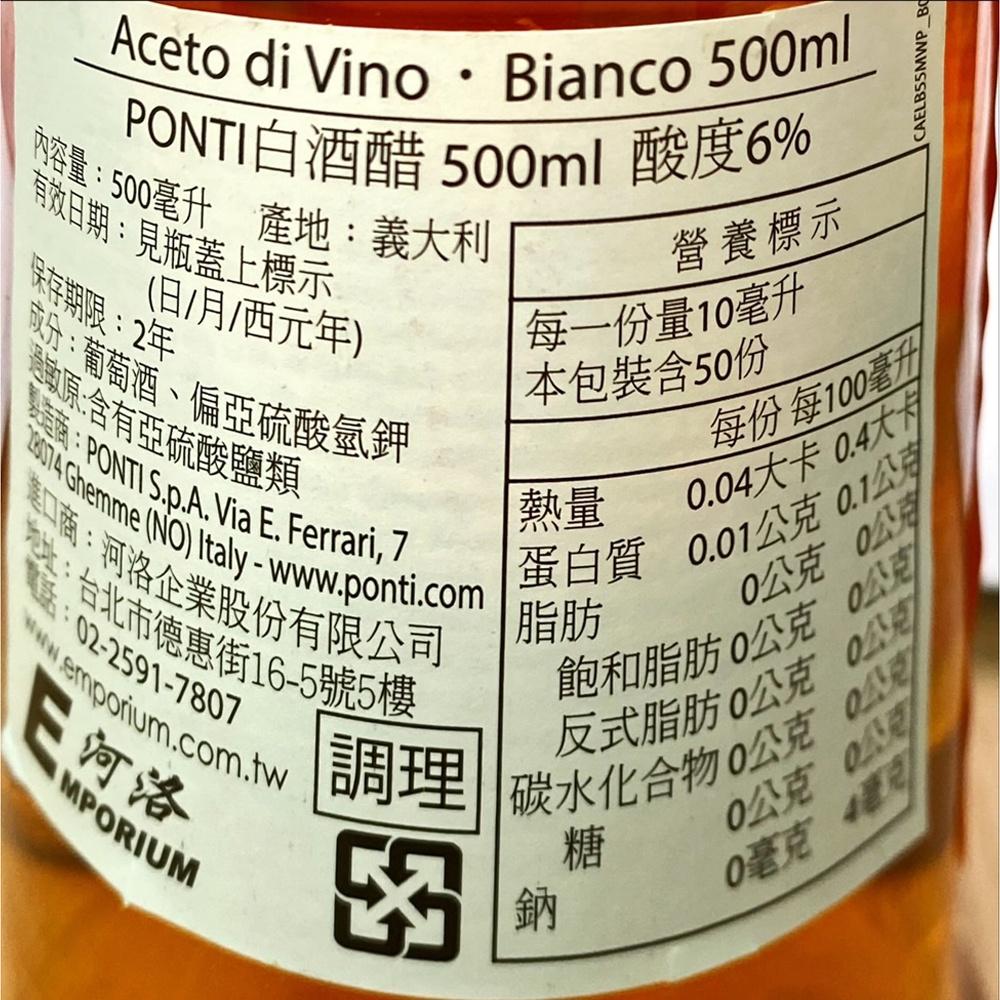 Aceto di Vino・Bianco 500ml
PONTI白酒醋 500ml 酸度6%
內容量：500毫升 產地：義大利
有效日期：見瓶蓋上標示
(日/月/西元年)
保存期限：2年
成分：葡萄酒、偏亞硫酸氫鉀
過敏原:含有亞硫酸鹽類
製造商：PONTI S.p.A. Via E. Ferrari, 7
28074 Ghemme (NO) Italy - www.ponti.com
進口商：河洛企業股份有限公司
地址：台北市德惠街16-5號5樓
電話：02-2591-7807
www.emporium.com.tw
河洛
EMPORIUM
調理
營養標示
每一份量10毫升
本包裝含50份
每份 每100毫升
熱量 0.04大卡 0.4大卡
蛋白質 0.01公克 0.1公克
脂肪 0公克 0公克
飽和脂肪 0公克 0公克
反式脂肪 0公克 0公克
碳水化合物 0公克 0公克
糖 0公克 0公克
鈉 0毫克 4毫克